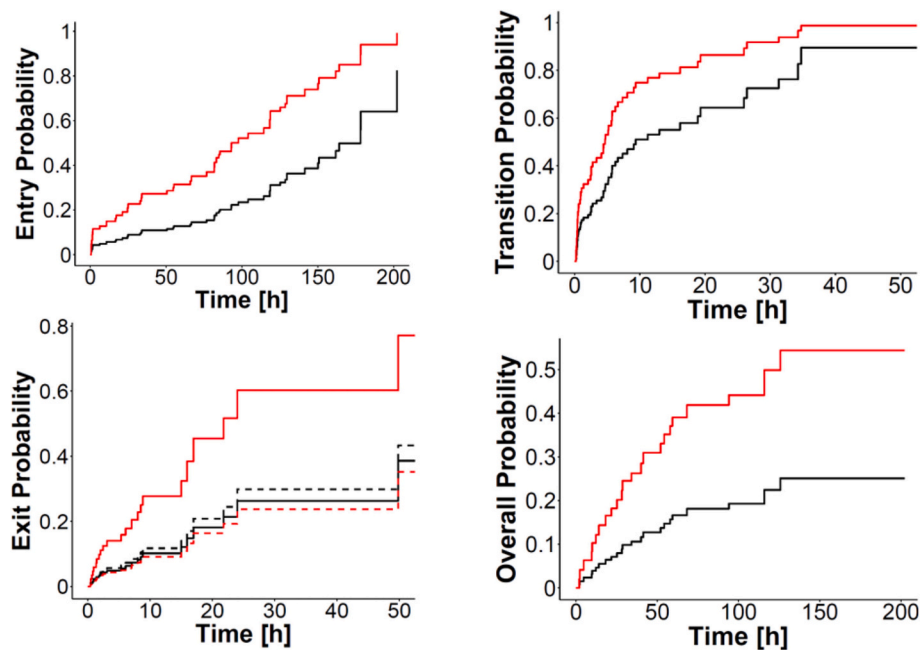 Entry Probability
1
0.8
0.6
0.4
0.2
0
0 50 100 150 200
Time [h]
Transition Probability
1
0.8
0.6
0.4
0.2
0
0 10 20 30 40 50
Time [h]
Exit Probability
0.8
0.6
0.4
0.2
0
0 10 20 30 40 50
Time [h]
Overall Probability
0.5
0.4
0.3
0.2
0.1
0
0 50 100 150 200
Time [h]